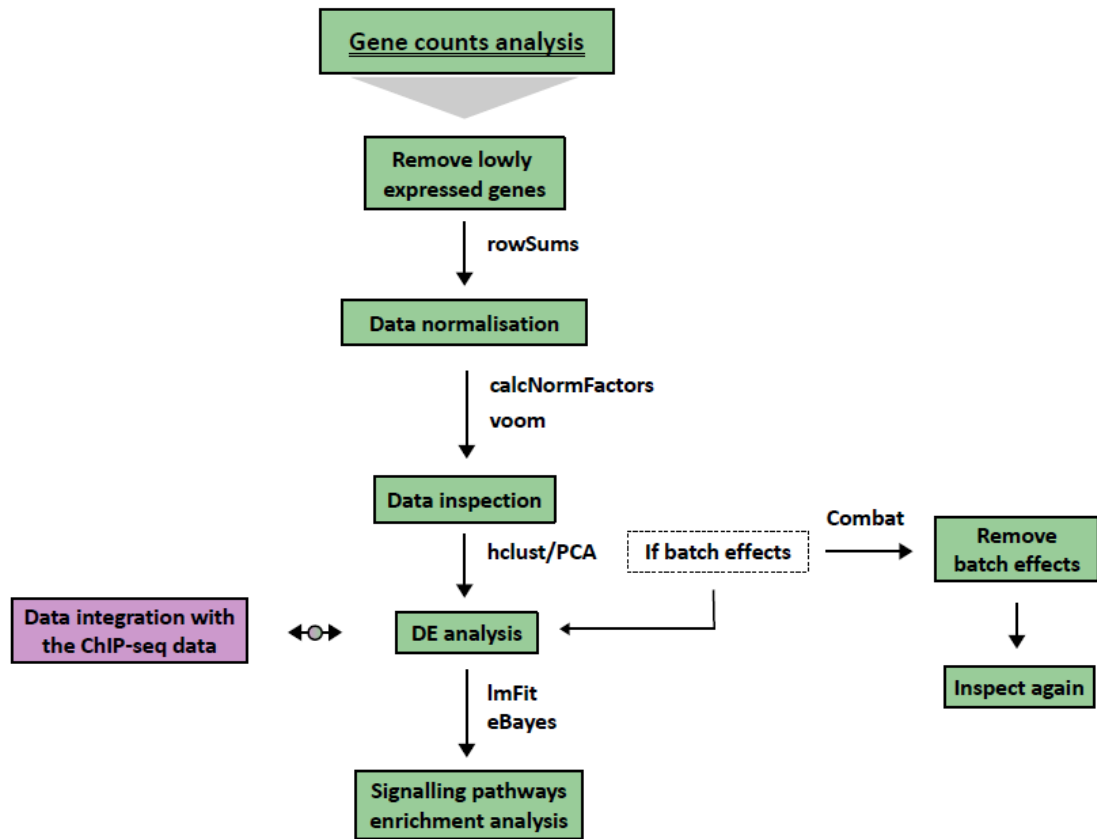 Gene counts analysis
Remove lowly
expressed genes
rowSums
Data normalisation
calcNormFactors
voom
Data inspection
hclust/PCA
If batch effects
Combat
Remove
batch effects
Data integration with
the ChIP-seq data
DE analysis
Inspect again
lmFit
eBayes
Signalling pathways
enrichment analysis